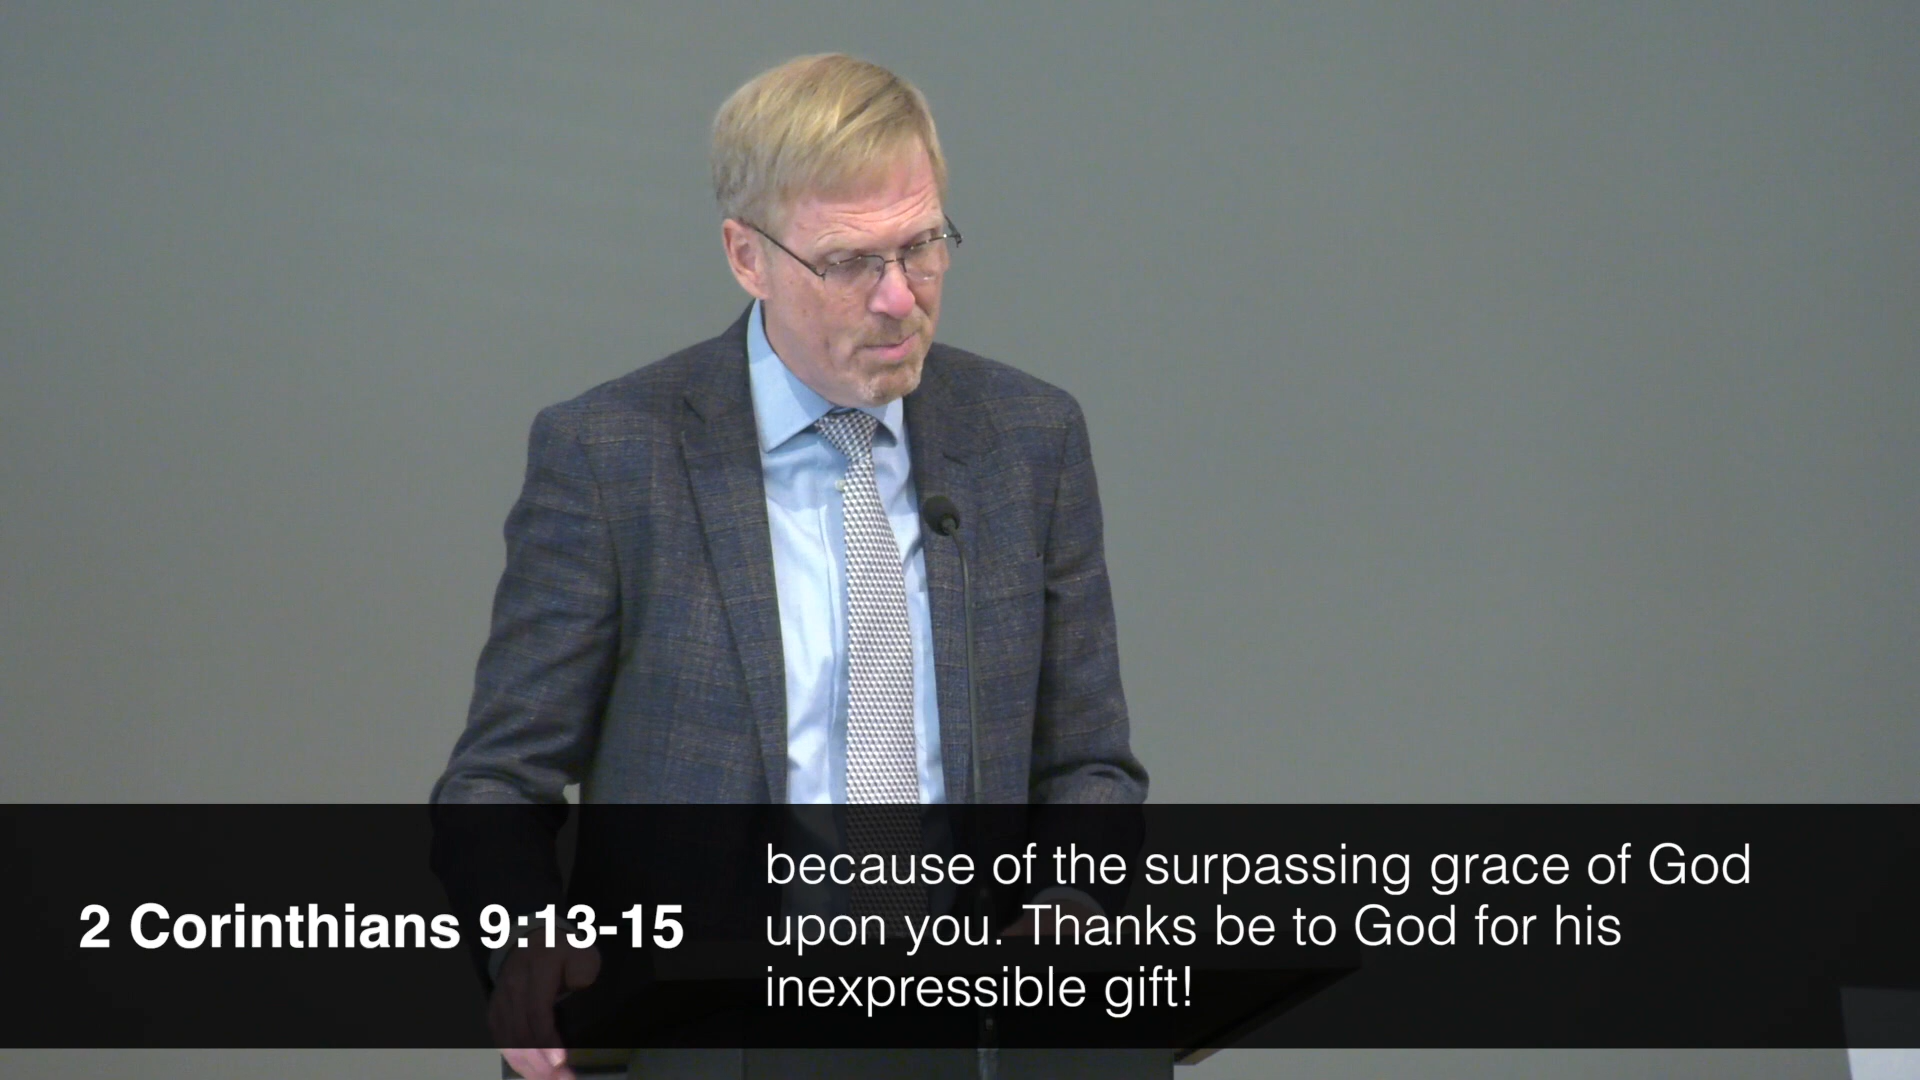 2 Corinthians 9:13-15
because of the surpassing grace of God
upon you. Thanks be to God for his
inexpressible gift!